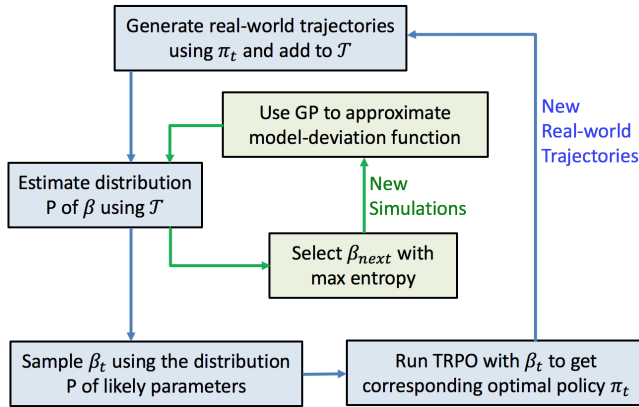 Generate real-world trajectories
using π_t and add to 𝒯
Use GP to approximate
model-deviation function
New
Real-world
Trajectories
Estimate distribution
P of β using 𝒯
New
Simulations
Select β_next with
max entropy
Sample β_t using the distribution
P of likely parameters
Run TRPO with β_t to get
corresponding optimal policy π_t